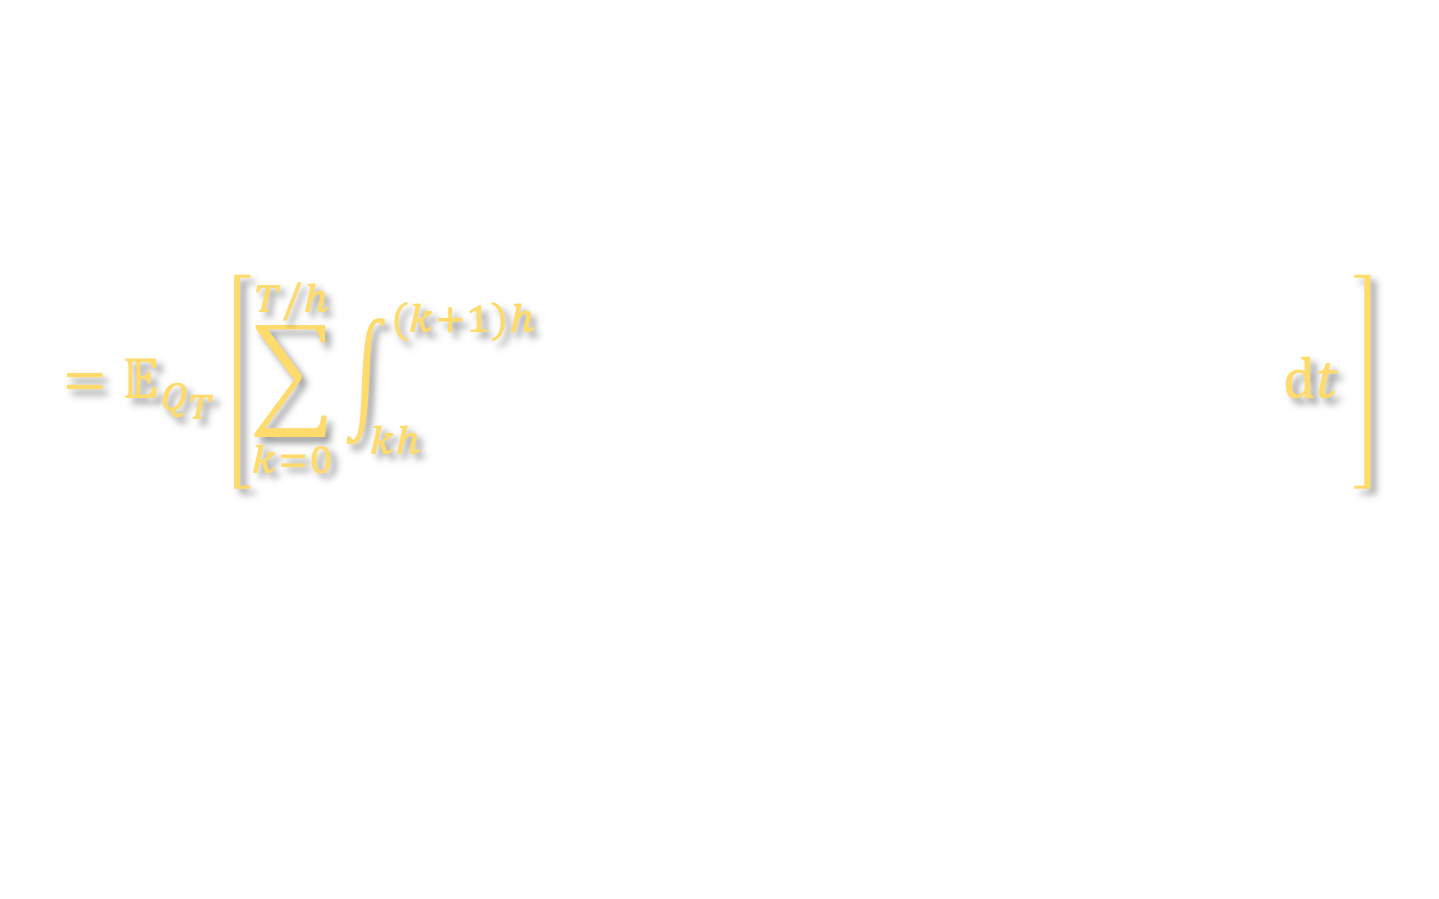 = 𝔼_{Q_T} [ ∑_{k=0}^{T/h} ∫_{kh}^{(k+1)h} dt ]